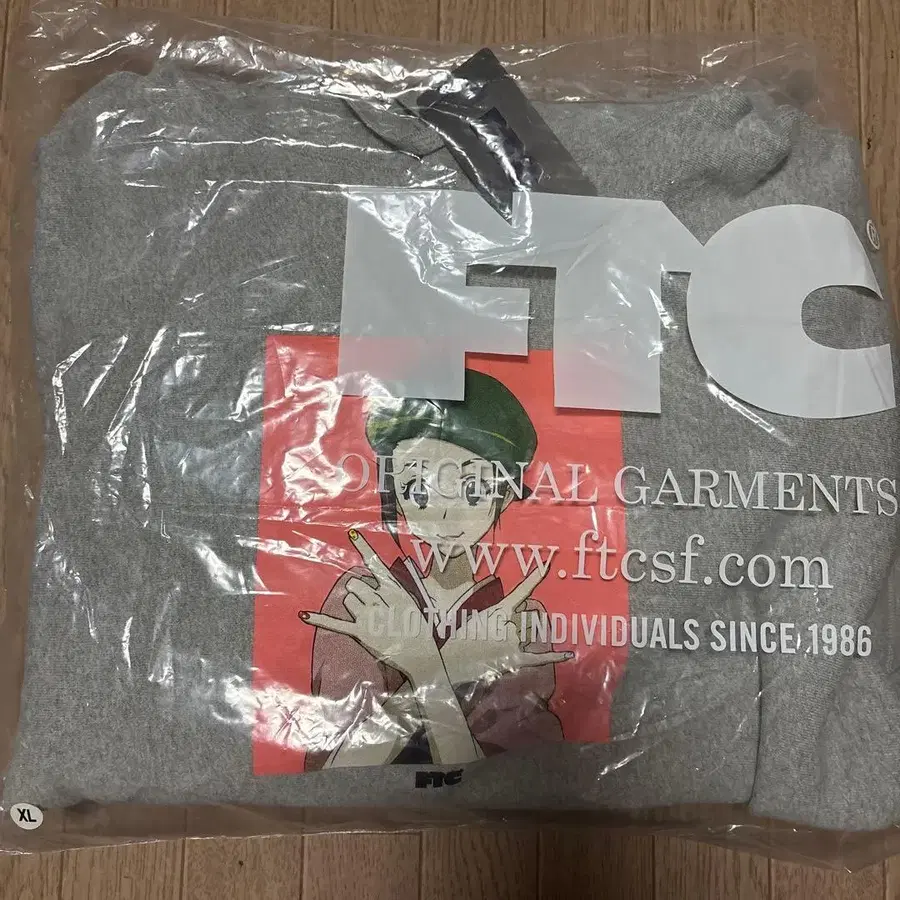 FTC
ORIGINAL GARMENTS
www.ftcsf.com
CLOTHING INDIVIDUALS SINCE 1986
FTC
XL